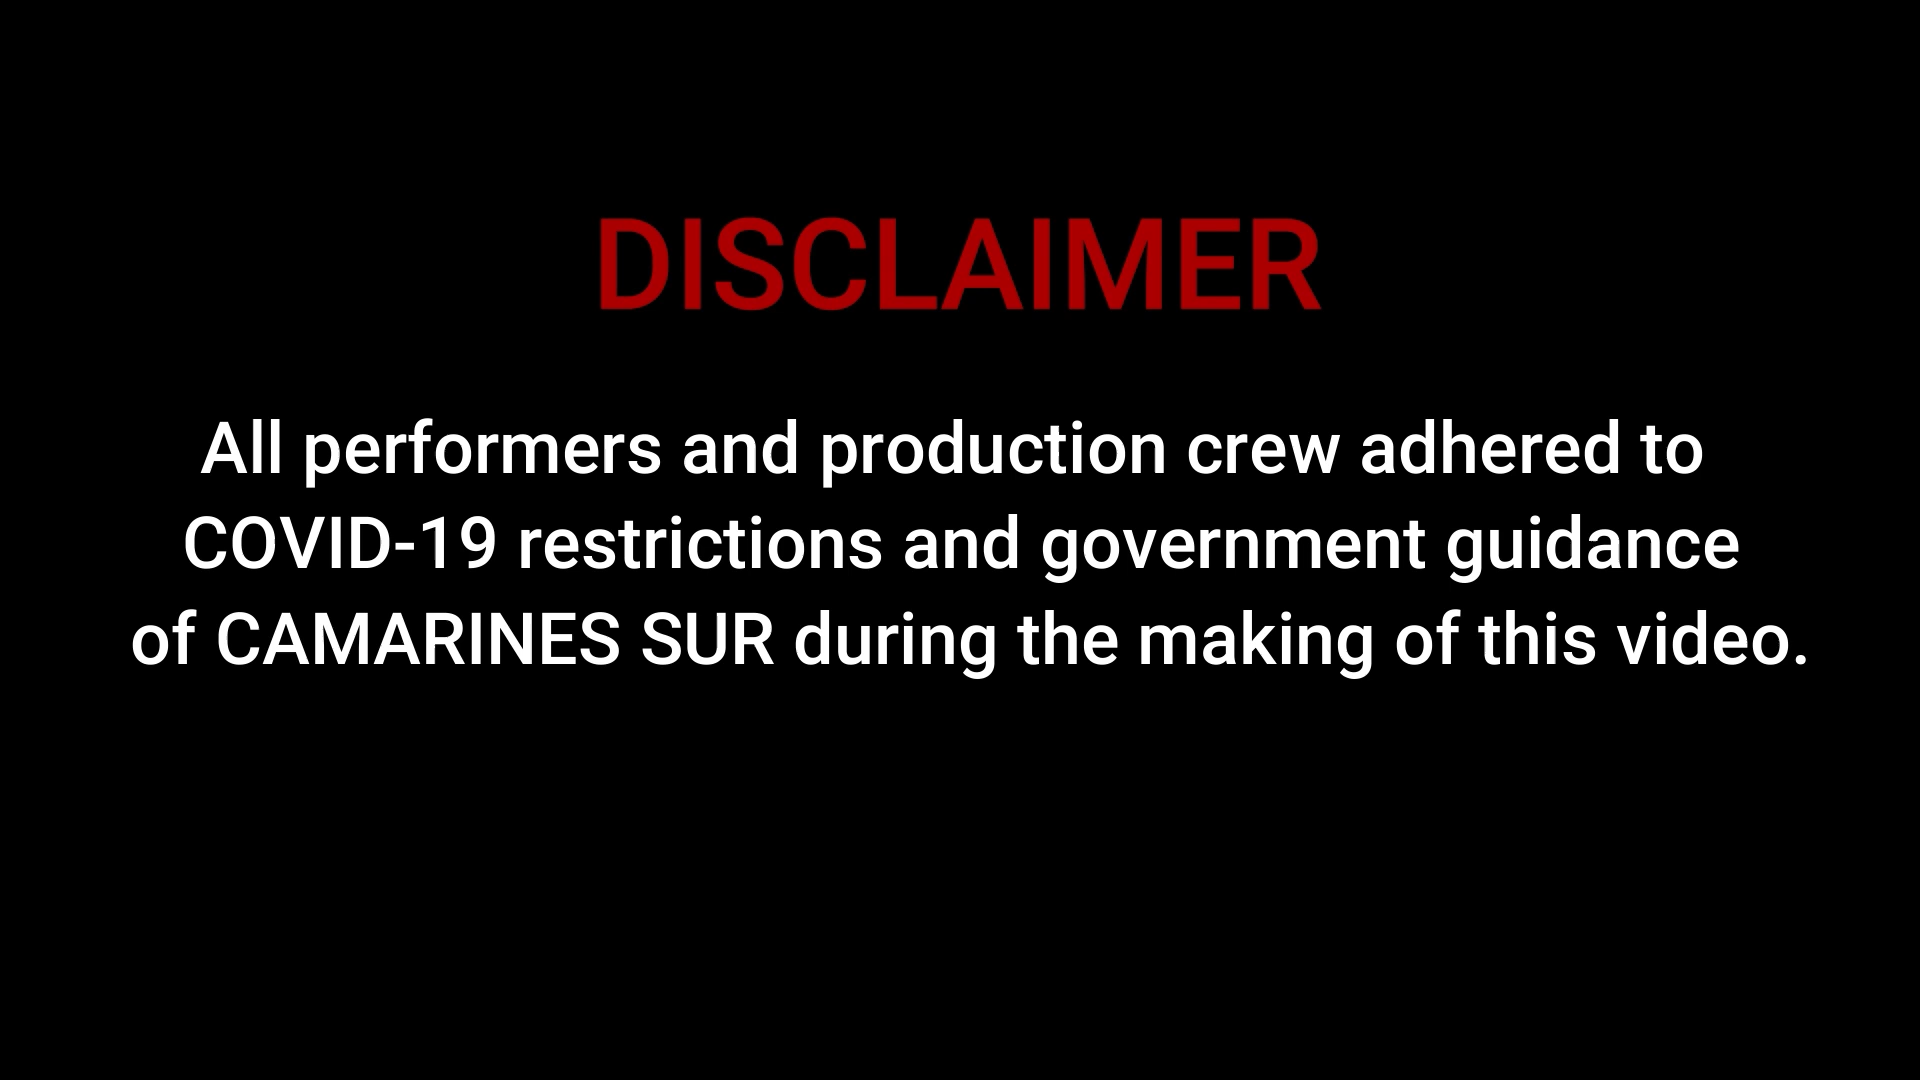 DISCLAIMER
All performers and production crew adhered to
COVID-19 restrictions and government guidance
of CAMARINES SUR during the making of this video.